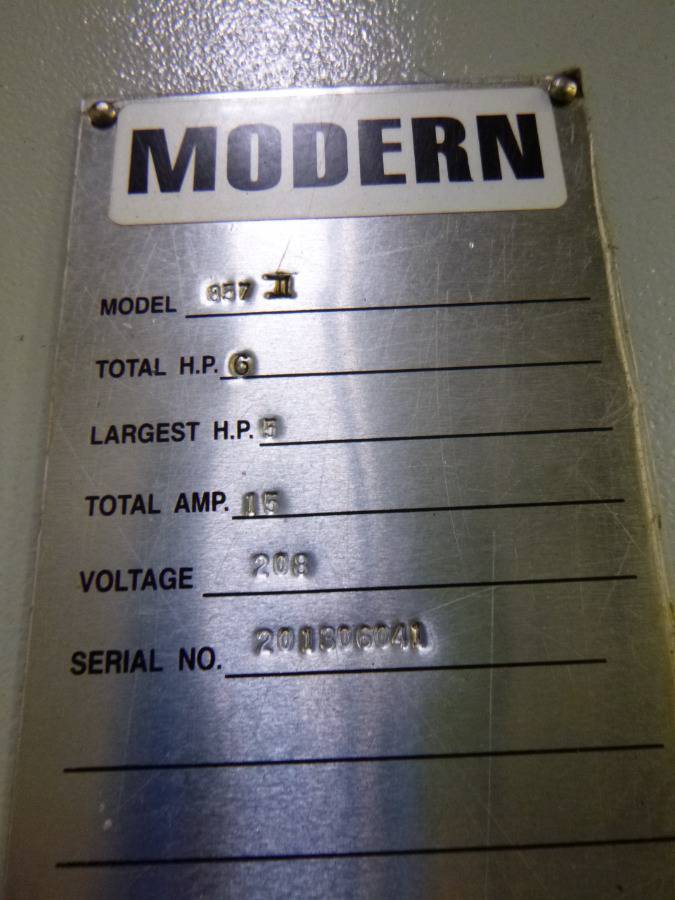 MODERN
MODEL 857 II
TOTAL H.P. 6
LARGEST H.P. 5
TOTAL AMP. 15
VOLTAGE 208
SERIAL NO. 201306041